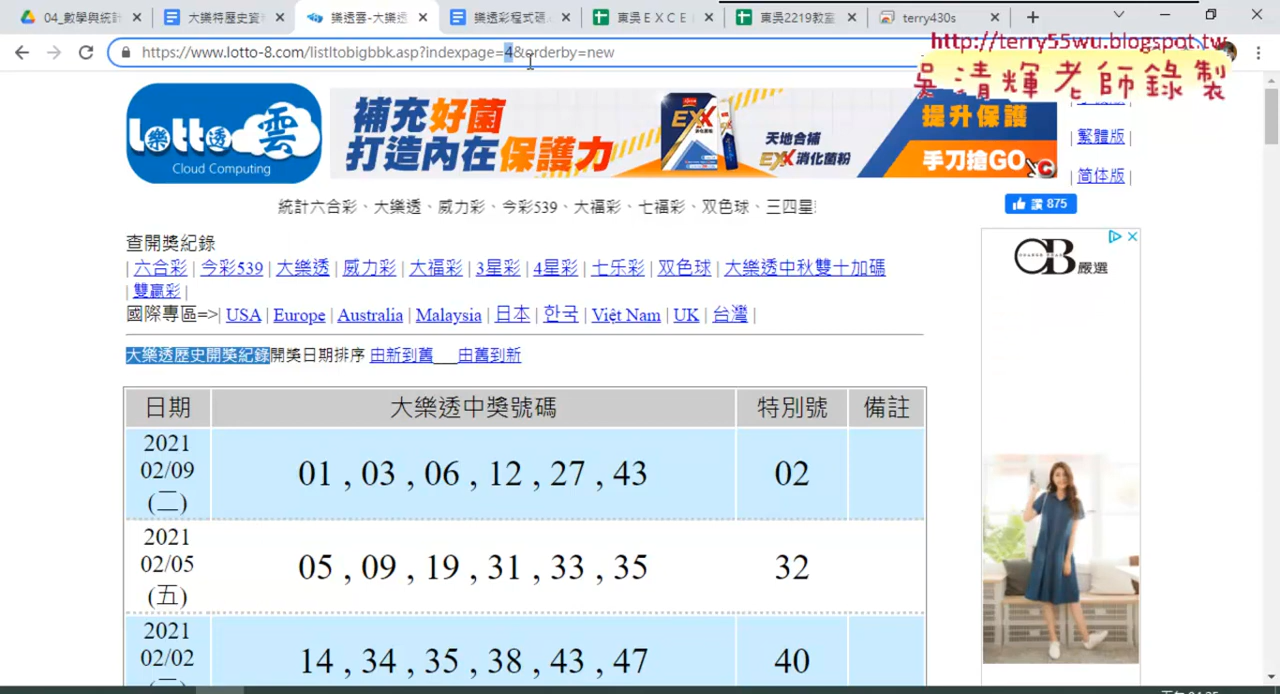 04_數學與統計
大樂特歷史資
樂透雲-大樂透
樂透彩程式碼.
東吳ＥＸＣＥ
東吳2219教室
terry430s
https://www.lotto-8.com/listltobigbbk.asp?indexpage=4&orderby=new
http://terry55wu.blogspot.tw
吳清輝老師錄製
Lotto樂透雲
Cloud Computing
補充好菌
打造內在保護力
EXX
天地合補
EXX 消化菌粉
提升保護
手刀搶GO
| 繁體版 |
| 简体版 |
統計六合彩、大樂透、威力彩、今彩539、大福彩、七福彩、双色球、三四星!
讚 875
查開獎紀錄
| 六合彩 | 今彩539 | 大樂透 | 威力彩 | 大福彩 | 3星彩 | 4星彩 | 七乐彩 | 双色球 | 大樂透中秋雙十加碼
| 雙贏彩 |
國際專區=>| USA | Europe | Australia | Malaysia | 日本 | 한국 | Việt Nam | UK | 台灣 |
大樂透歷史開獎紀錄開獎日期排序 由新到舊___由舊到新
OB嚴選
日期 大樂透中獎號碼 特別號 備註
2021
02/09
(二)
01 , 03 , 06 , 12 , 27 , 43
02
2021
02/05
(五)
05 , 09 , 19 , 31 , 33 , 35
32
2021
02/02
14 , 34 , 35 , 38 , 43 , 47
40